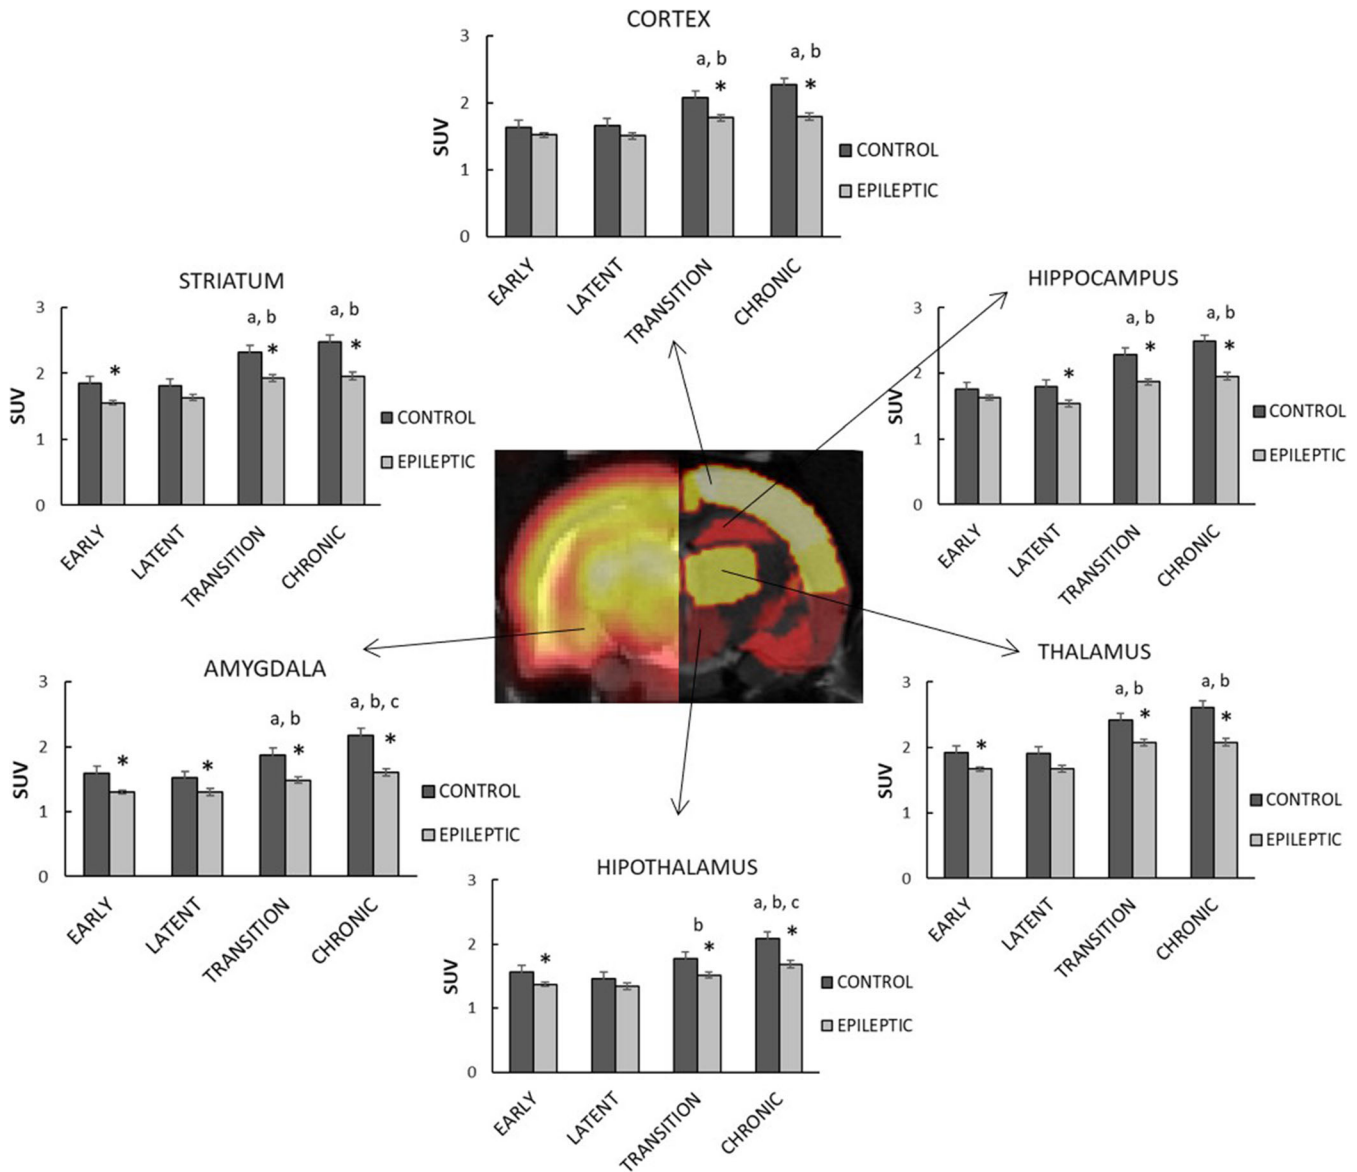 CORTEX
3
a, b
a, b
*
*
2
SUV
CONTROL
1
EPILEPTIC
0
EARLY
LATENT
TRANSITION
CHRONIC
STRIATUM
3
a, b
a, b
*
*
*
2
SUV
CONTROL
1
EPILEPTIC
0
EARLY
LATENT
TRANSITION
CHRONIC
HIPPOCAMPUS
3
a, b
a, b
*
*
*
2
SUV
CONTROL
1
EPILEPTIC
0
EARLY
LATENT
TRANSITION
CHRONIC
AMYGDALA
3
a, b, c
a, b
*
*
*
*
2
SUV
CONTROL
1
EPILEPTIC
0
EARLY
LATENT
TRANSITION
CHRONIC
THALAMUS
3
a, b
a, b
*
*
*
2
SUV
CONTROL
1
EPILEPTIC
0
EARLY
LATENT
TRANSITION
CHRONIC
HIPOTHALAMUS
3
a, b, c
b
*
*
*
2
SUV
CONTROL
1
EPILEPTIC
0
EARLY
LATENT
TRANSITION
CHRONIC